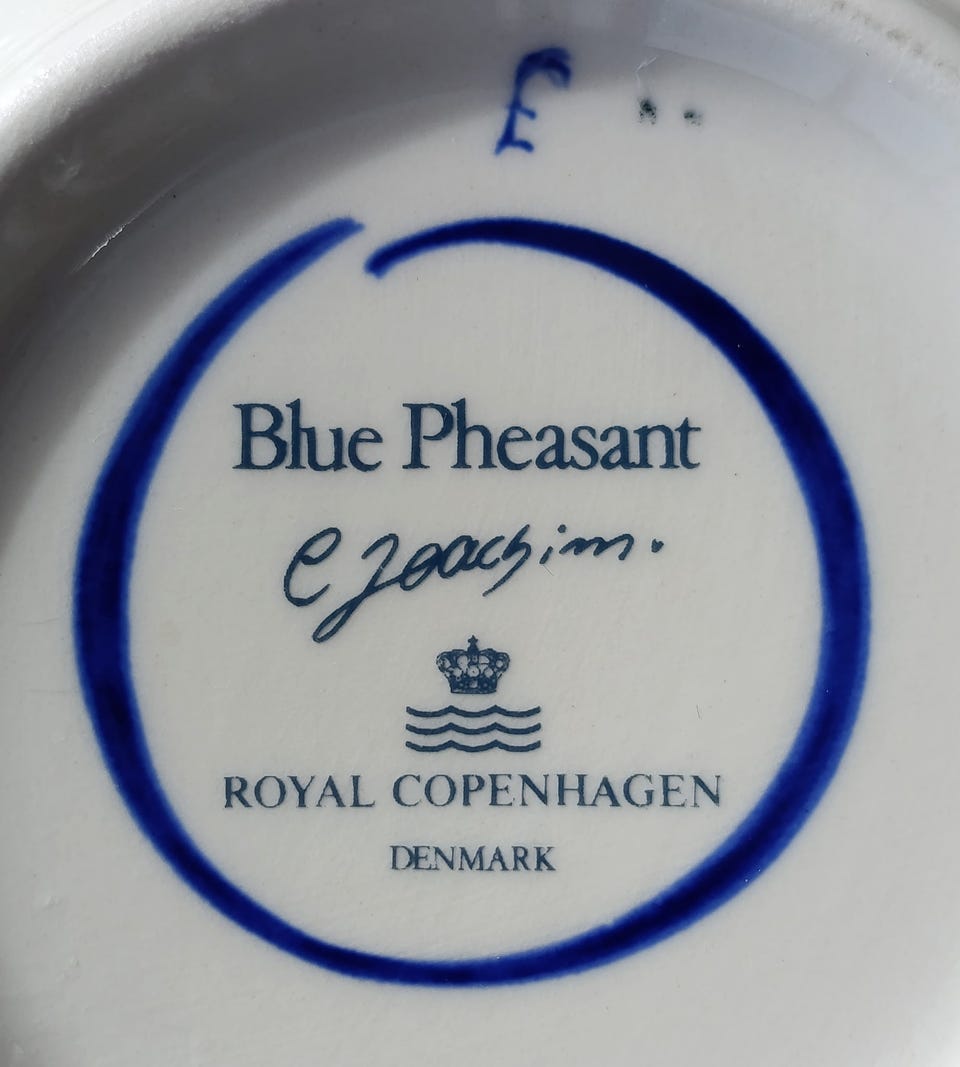 Blue Pheasant
C Joachim.
ROYAL COPENHAGEN
DENMARK